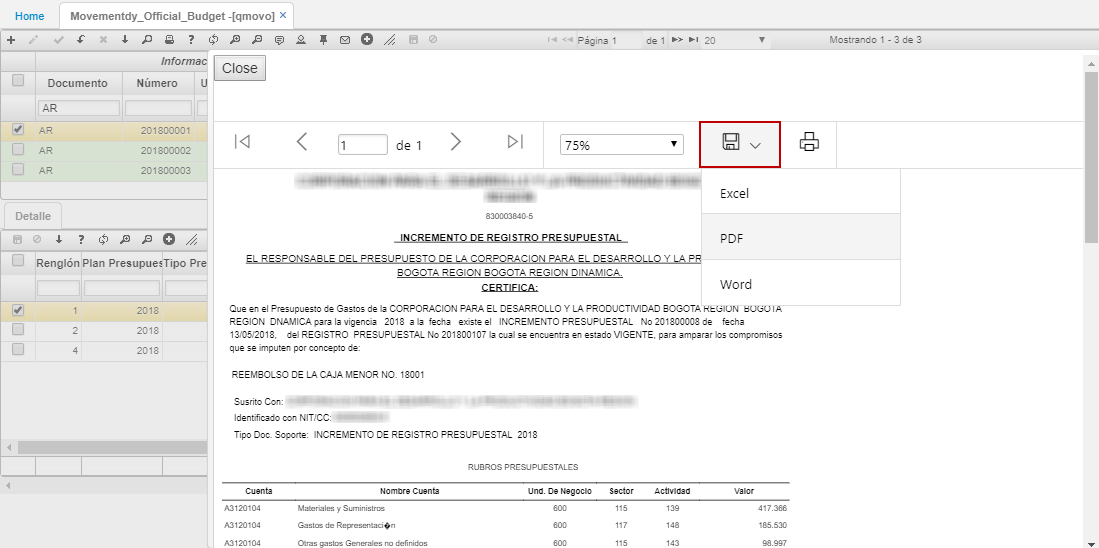 Home
Movementdy_Official_Budget -[qmovo] ×
Página 1 de 1 20 Mostrando 1 - 3 de 3
Informac
Documento Número U
AR
AR 201800001
AR 201800002
AR 201800003
Detalle
Renglón Plan Presupues Tipo Pre
1 2018
2 2018
4 2018
Close
1 de 1 75%
Excel
PDF
Word
830003840-5
INCREMENTO DE REGISTRO PRESUPUESTAL
EL RESPONSABLE DEL PRESUPUESTO DE LA CORPORACION PARA EL DESARROLLO Y LA PR
BOGOTA REGION BOGOTA REGION DINAMICA.
CERTIFICA:
Que en el Presupuesto de Gastos de la CORPORACION PARA EL DESARROLLO Y LA PRODUCTIVIDAD BOGOTA REGION BOGOTA
REGION DNAMICA para la vigencia 2018 a la fecha existe el INCREMENTO PRESUPUESTAL No 201800008 de fecha
13/05/2018, del REGISTRO PRESUPUESTAL No 201800107 la cual se encuentra en estado VIGENTE, para amparar los compromisos
que se imputen por concepto de:
REEMBOLSO DE LA CAJA MENOR NO. 18001
Susrito Con:
Identificado con NIT/CC:
Tipo Doc. Soporte: INCREMENTO DE REGISTRO PRESUPUESTAL 2018
RUBROS PRESUPUESTALES
Cuenta Nombre Cuenta Und. De Negocio Sector Actividad Valor
A3120104 Materiales y Suministros 600 115 139 417.366
A3120104 Gastos de Representaci�n 600 117 148 185.530
A3120104 Otras gastos Generales no definidos 600 115 143 98.997